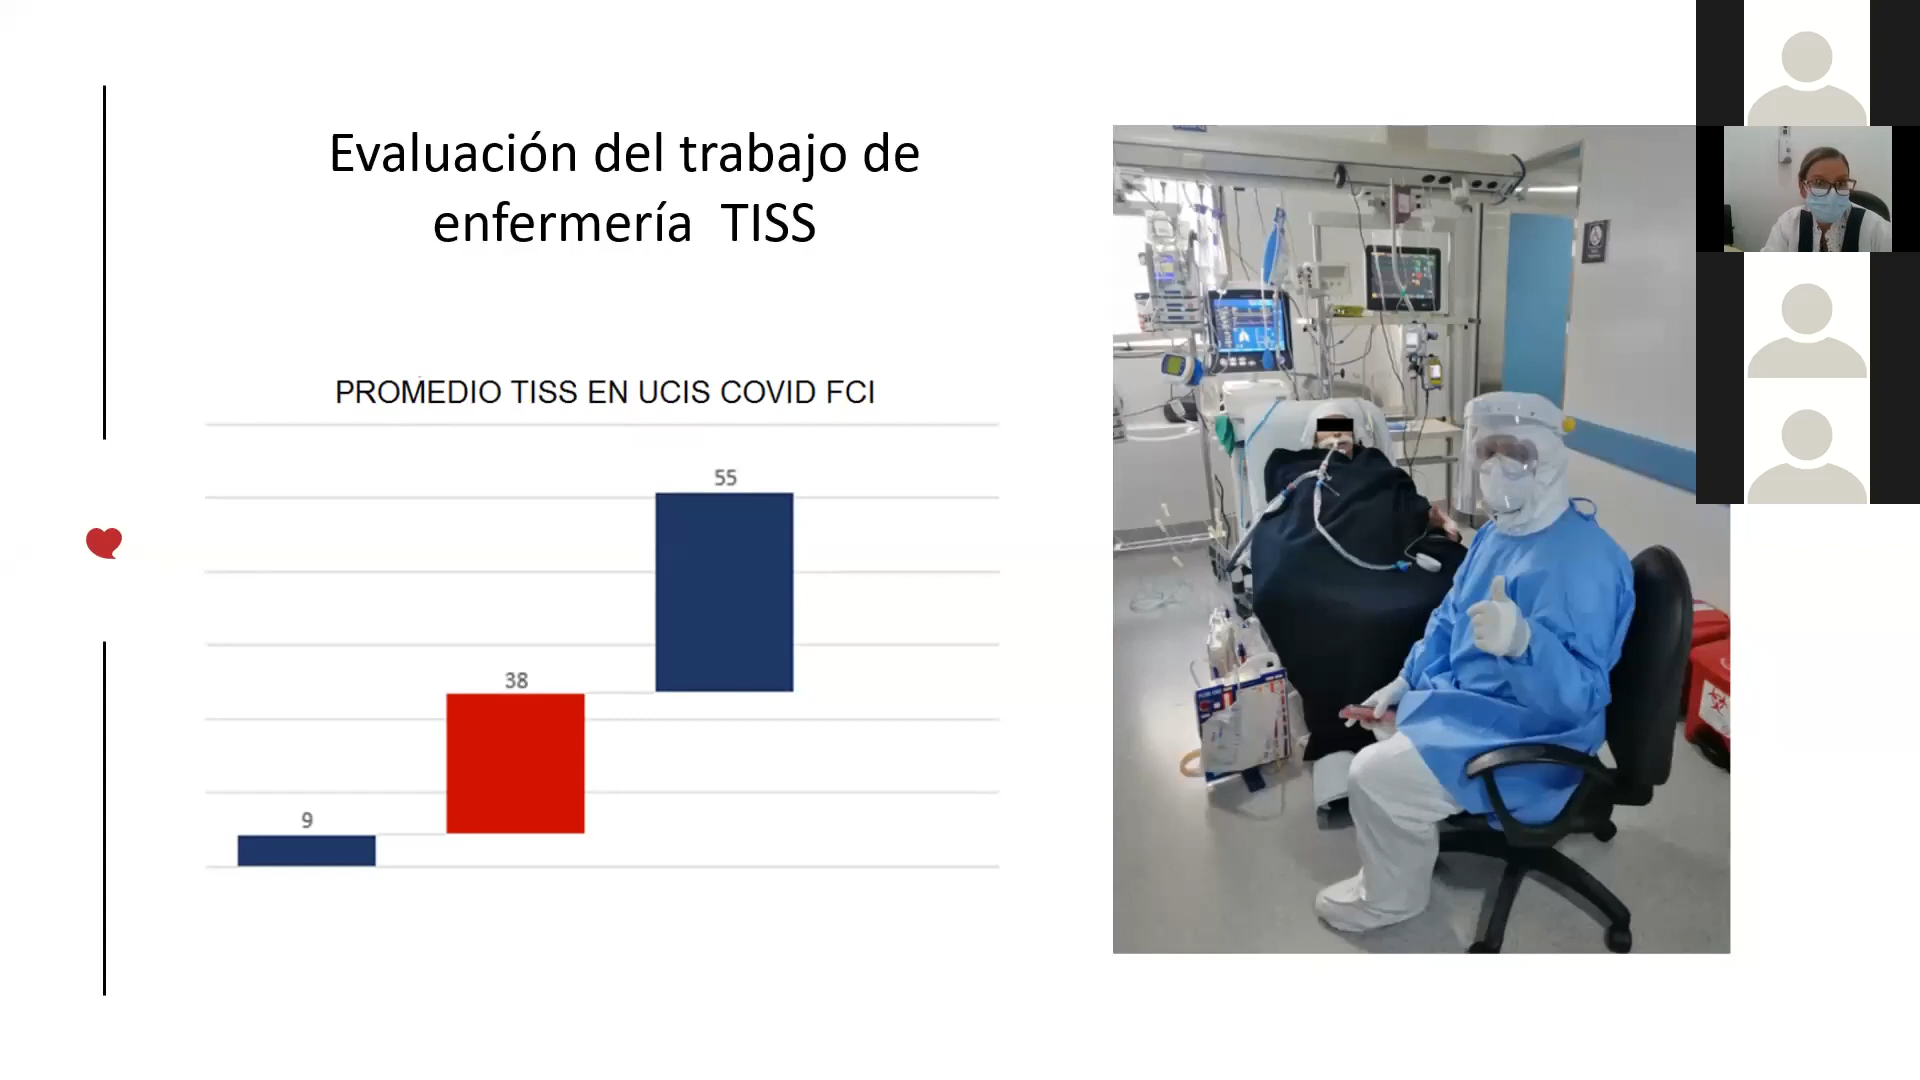 Evaluación del trabajo de
enfermería TISS
PROMEDIO TISS EN UCIS COVID FCI
55
38
9